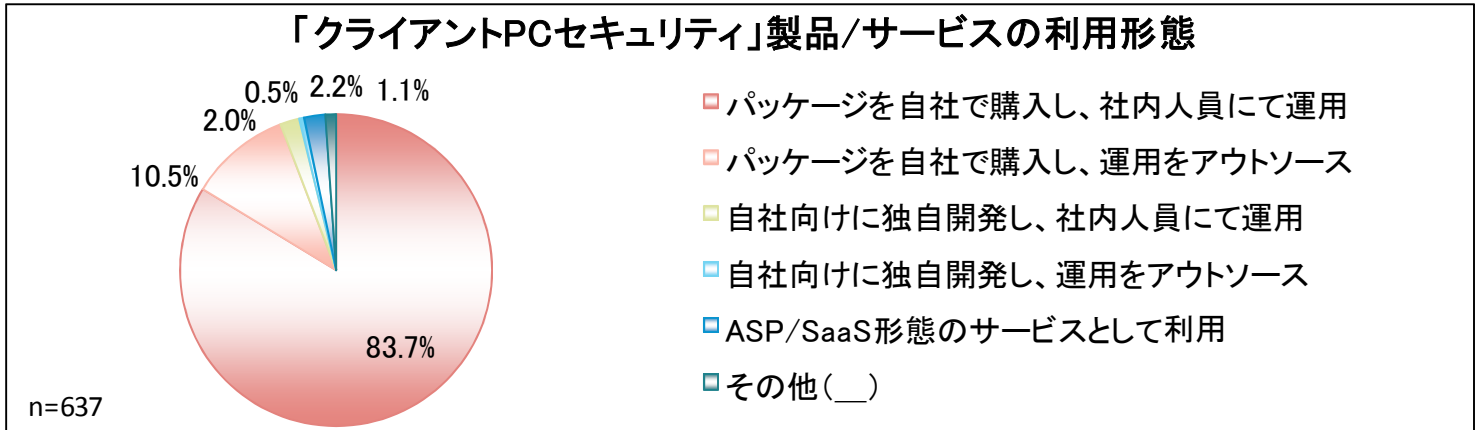 「クライアントPCセキュリティ」製品/サービスの利用形態
0.5% 2.2% 1.1%
2.0%
10.5%
83.7%
n=637
パッケージを自社で購入し、社内人員にて運用
パッケージを自社で購入し、運用をアウトソース
自社向けに独自開発し、社内人員にて運用
自社向けに独自開発し、運用をアウトソース
ASP/SaaS形態のサービスとして利用
その他(__)